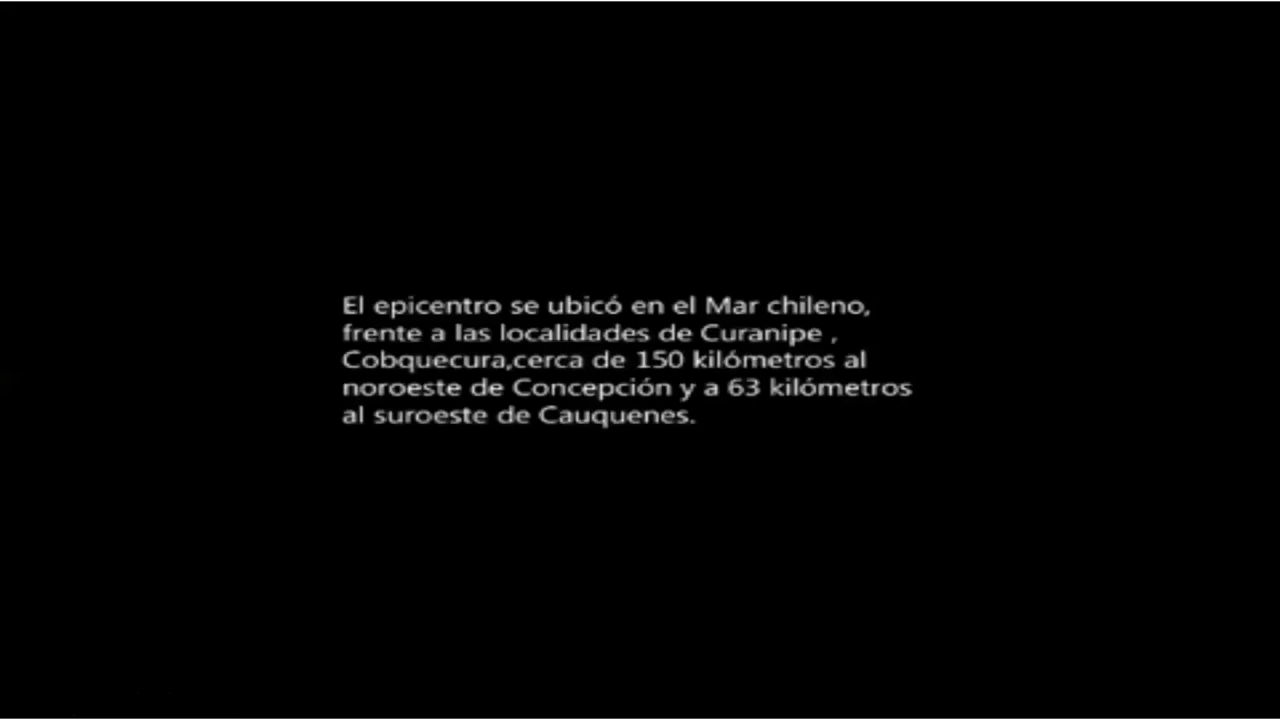 El epicentro se ubicó en el Mar chileno,
frente a las localidades de Curanipe ,
Cobquecura,cerca de 150 kilómetros al
noroeste de Concepción y a 63 kilómetros
al suroeste de Cauquenes.